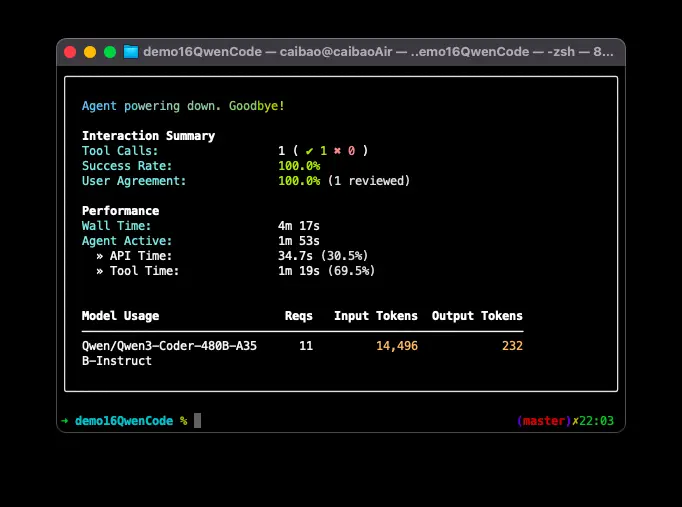 demo16QwenCode — caibao@caibaoAir — ..emo16QwenCode — -zsh — 8...
Agent powering down. Goodbye!
Interaction Summary
Tool Calls: 1 ( ✔ 1 ✖ 0 )
Success Rate: 100.0%
User Agreement: 100.0% (1 reviewed)
Performance
Wall Time: 4m 17s
Agent Active: 1m 53s
» API Time: 34.7s (30.5%)
» Tool Time: 1m 19s (69.5%)
Model Usage Reqs Input Tokens Output Tokens
Qwen/Qwen3-Coder-480B-A35 11 14,496 232
B-Instruct
→ demo16QwenCode % (master)✗22:03